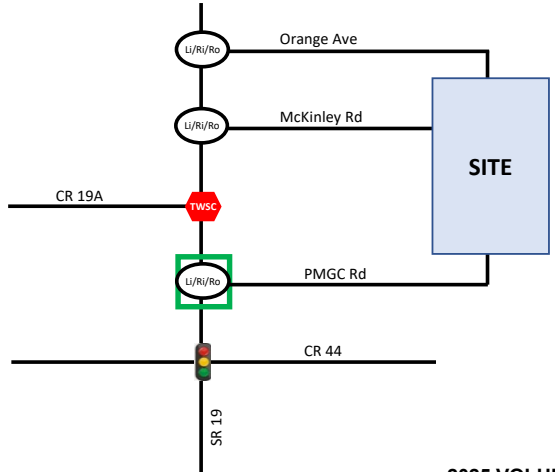 Orange Ave
Li/Ri/Ro
McKinley Rd
Li/Ri/Ro
SITE
CR 19A
TWSC
PMGC Rd
Li/Ri/Ro
CR 44
SR 19